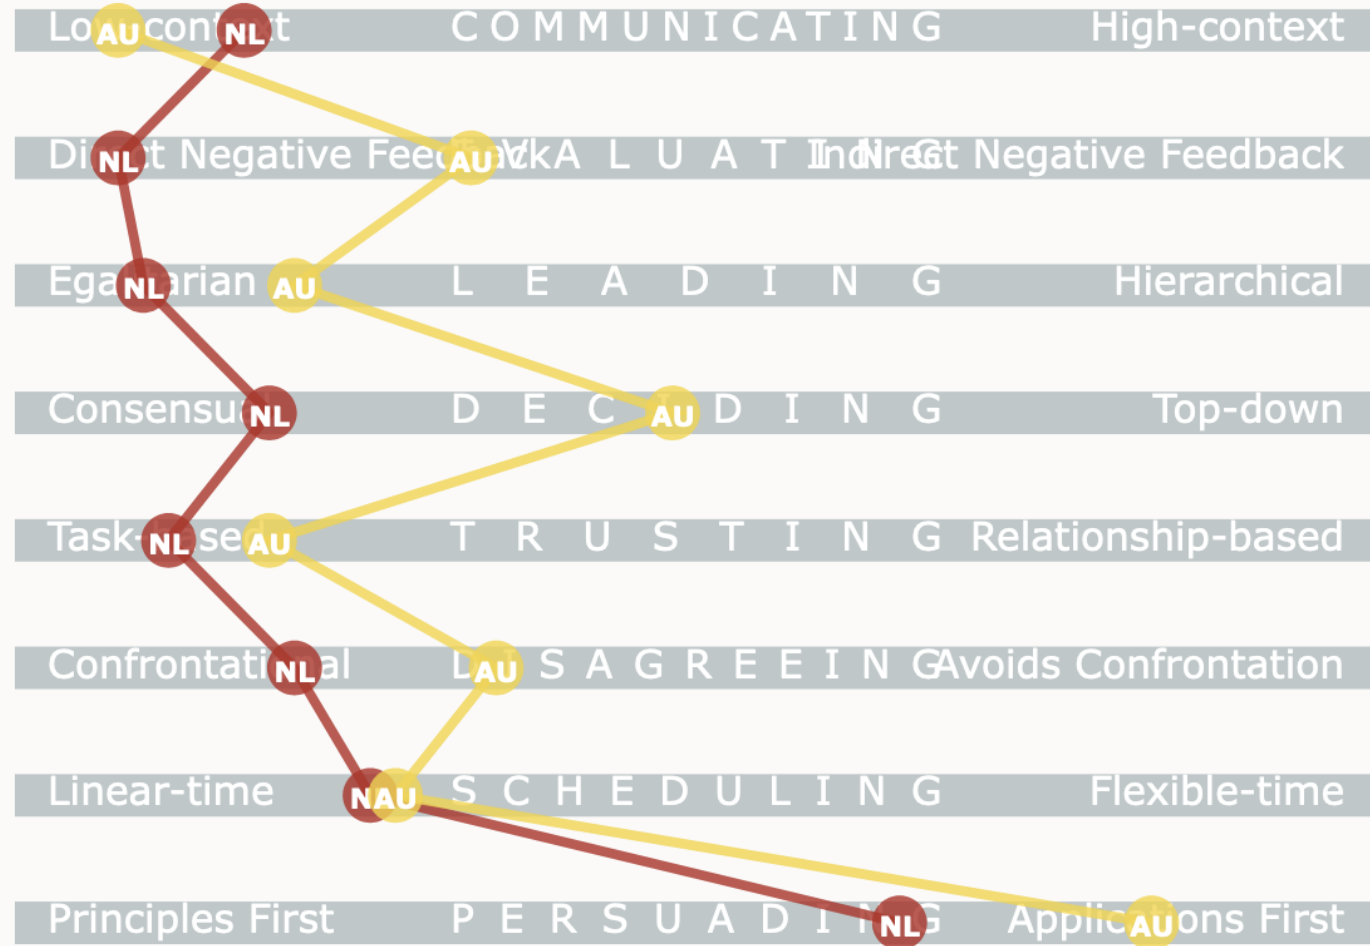 Low-context AU NL COMMUNICATING High-context
Direct Negative Feedback NL AU EVALUATING Indirect Negative Feedback
Egalitarian NL AU LEADING Hierarchical
Consensual NL DECIDING AU Top-down
Task-based NL AU TRUSTING Relationship-based
Confrontational NL DISAGREEING AU Avoids Confrontation
Linear-time NL AU SCHEDULING Flexible-time
Principles First PERSUADING NL Applications First AU